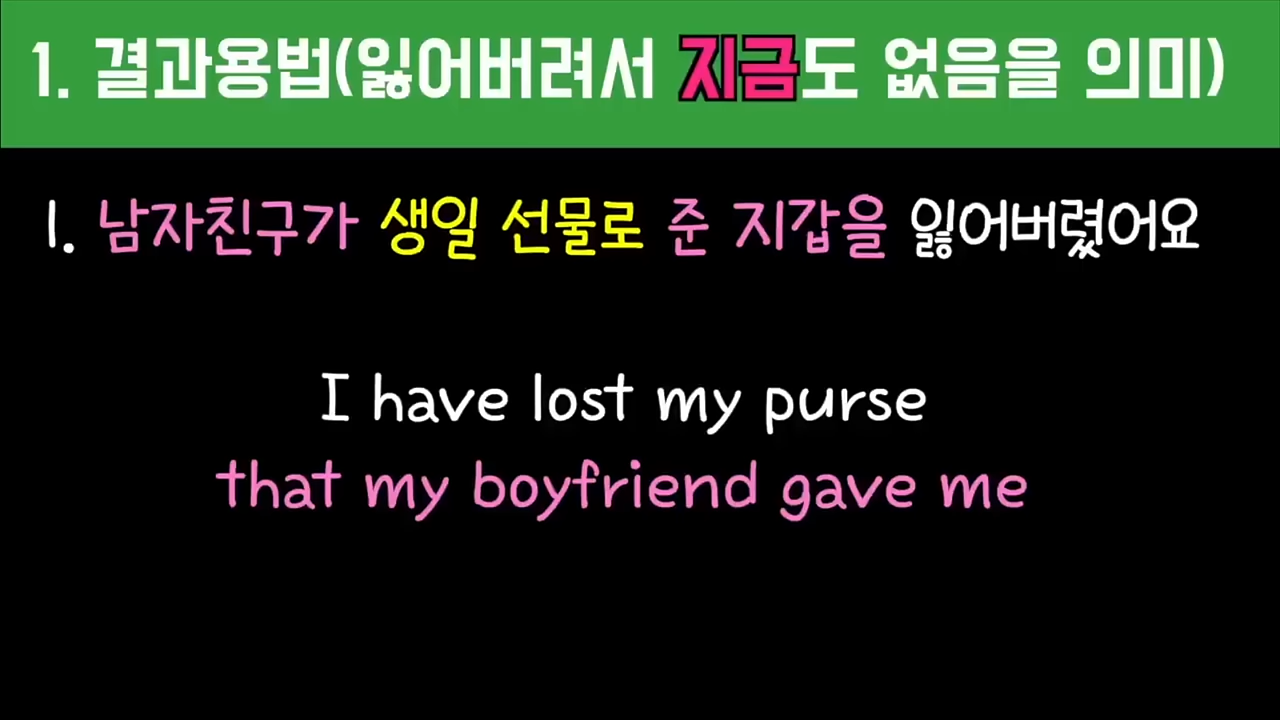 1. 결과용법(잃어버려서 지금도 없음을 의미)
1. 남자친구가 생일 선물로 준 지갑을 잃어버렸어요
I have lost my purse
that my boyfriend gave me